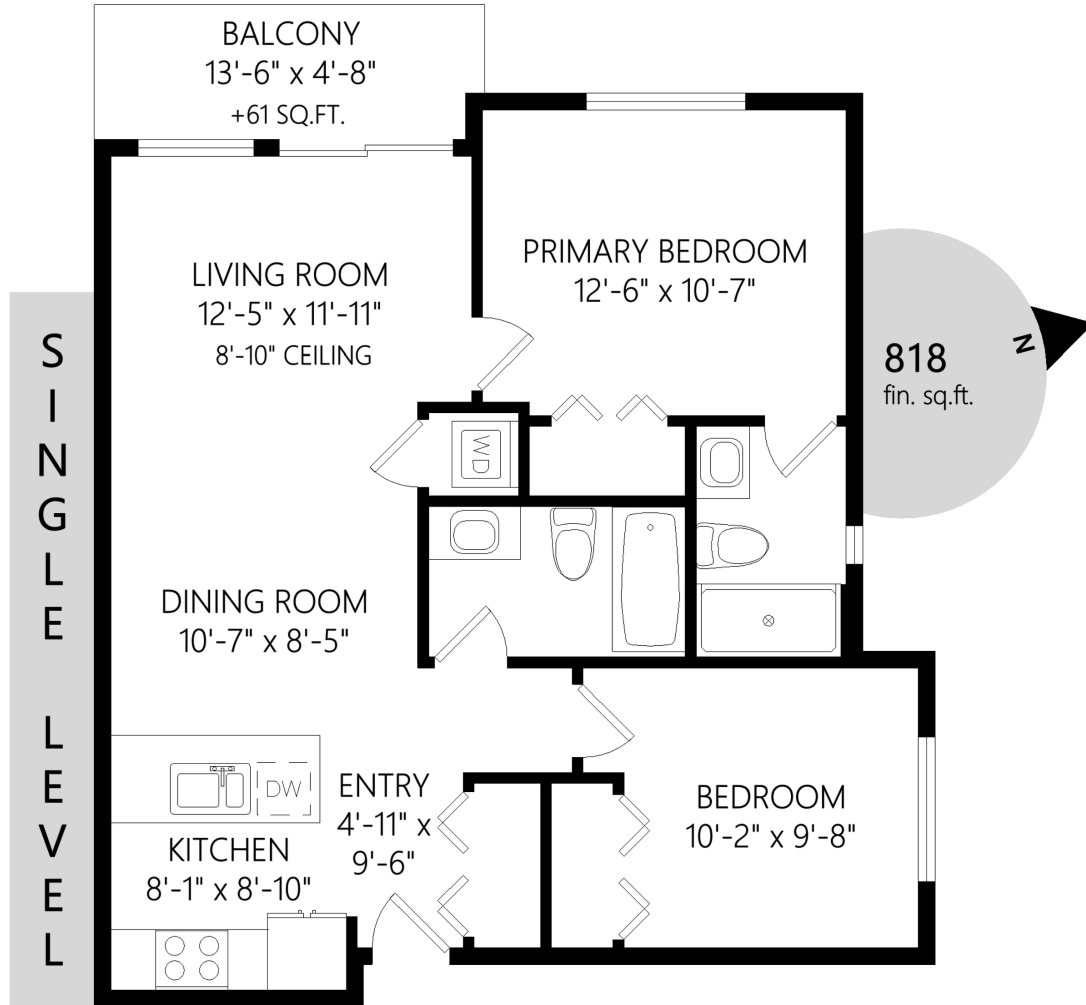 BALCONY
13'-6" x 4'-8"
+61 SQ.FT.
PRIMARY BEDROOM
12'-6" x 10'-7"
LIVING ROOM
12'-5" x 11'-11"
8'-10" CEILING
818
fin. sq.ft.
N
WD
DINING ROOM
10'-7" x 8'-5"
DW
ENTRY
4'-11" x
9'-6"
BEDROOM
10'-2" x 9'-8"
KITCHEN
8'-1" x 8'-10"
SINGLE LEVEL